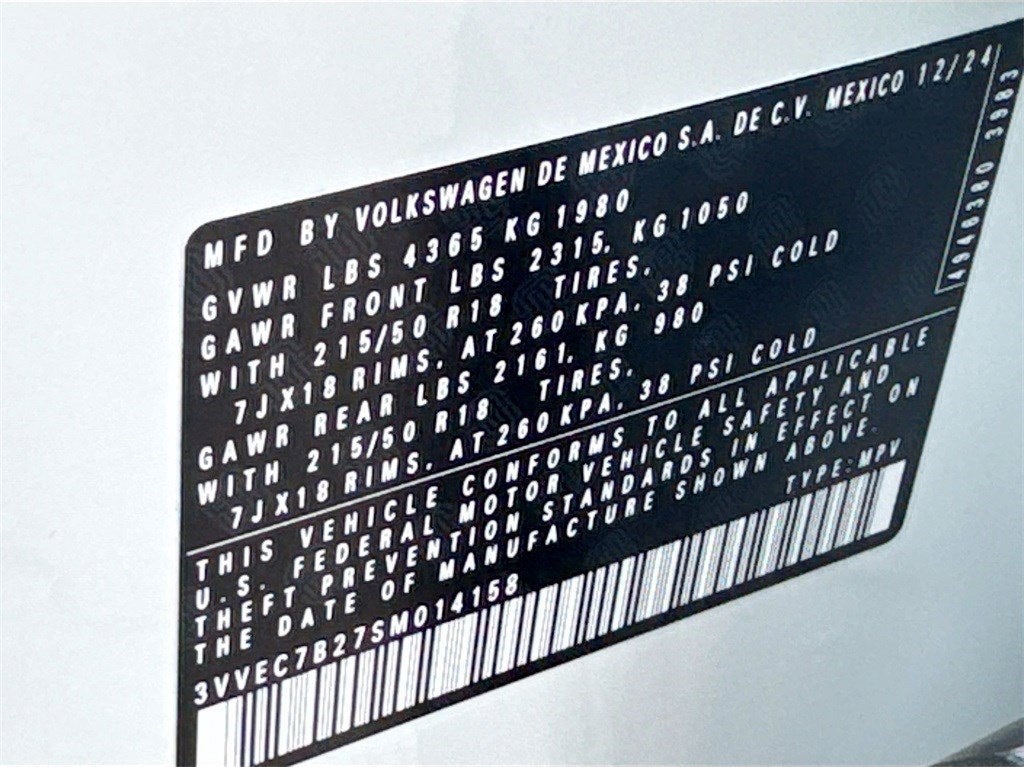 MFD BY VOLKSWAGEN DE MEXICO S.A. DE C.V. MEXICO 12/24
GVWR LBS 4365 KG 1980
GAWR FRONT LBS 2315. KG 1050
WITH 215/50 R18 TIRES.
7JX18 RIMS. AT 260KPA. 38 PSI COLD
GAWR REAR LBS 2161. KG 980
WITH 215/50 R18 TIRES.
7JX18 RIMS. AT 260KPA. 38 PSI COLD
THIS VEHICLE CONFORMS TO ALL APPLICABLE
U.S. FEDERAL MOTOR VEHICLE SAFETY AND
THEFT PREVENTION STANDARDS IN EFFECT ON
THE DATE OF MANUFACTURE SHOWN ABOVE.
TYPE:MPV
3VVEC7B27SM014158